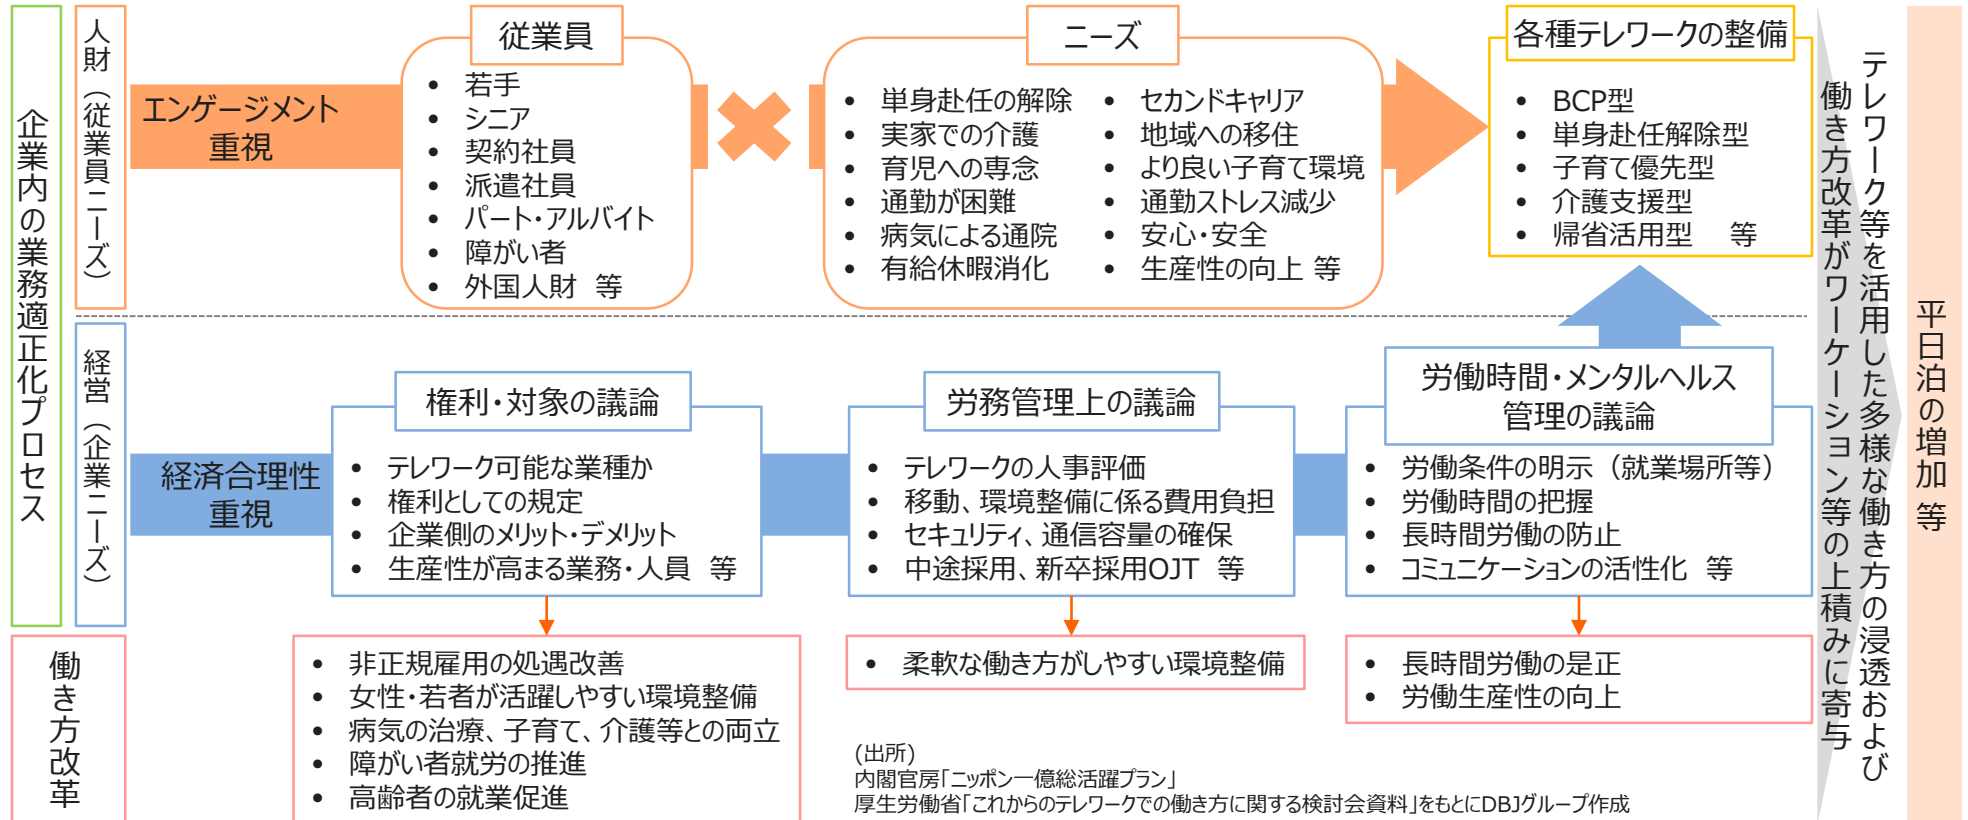 企業内の業務適正化プロセス
人財（従業員ニーズ）
エンゲージメント
重視
従業員
• 若手
• シニア
• 契約社員
• 派遣社員
• パート・アルバイト
• 障がい者
• 外国人財　等
ニーズ
• 単身赴任の解除
• 実家での介護
• 育児への専念
• 通勤が困難
• 病気による通院
• 有給休暇消化
• セカンドキャリア
• 地域への移住
• より良い子育て環境
• 通勤ストレス減少
• 安心・安全
• 生産性の向上 等
各種テレワークの整備
• BCP型
• 単身赴任解除型
• 子育て優先型
• 介護支援型
• 帰省活用型　等
経営（企業ニーズ）
経済合理性
重視
権利・対象の議論
• テレワーク可能な業種か
• 権利としての規定
• 企業側のメリット・デメリット
• 生産性が高まる業務・人員　等
労務管理上の議論
• テレワークの人事評価
• 移動、環境整備に係る費用負担
• セキュリティ、通信容量の確保
• 中途採用、新卒採用OJT　等
労働時間・メンタルヘルス
管理の議論
• 労働条件の明示（就業場所等）
• 労働時間の把握
• 長時間労働の防止
• コミュニケーションの活性化　等
働き方改革
• 非正規雇用の処遇改善
• 女性・若者が活躍しやすい環境整備
• 病気の治療、子育て、介護等との両立
• 障がい者就労の推進
• 高齢者の就業促進
• 柔軟な働き方がしやすい環境整備
• 長時間労働の是正
• 労働生産性の向上
(出所)
内閣官房「ニッポン一億総活躍プラン」
厚生労働省「これからのテレワークでの働き方に関する検討会資料」をもとにDBJグループ作成
テレワーク等を活用した多様な働き方の浸透および
働き方改革がワーケーション等の上積みに寄与
平日泊の増加　等